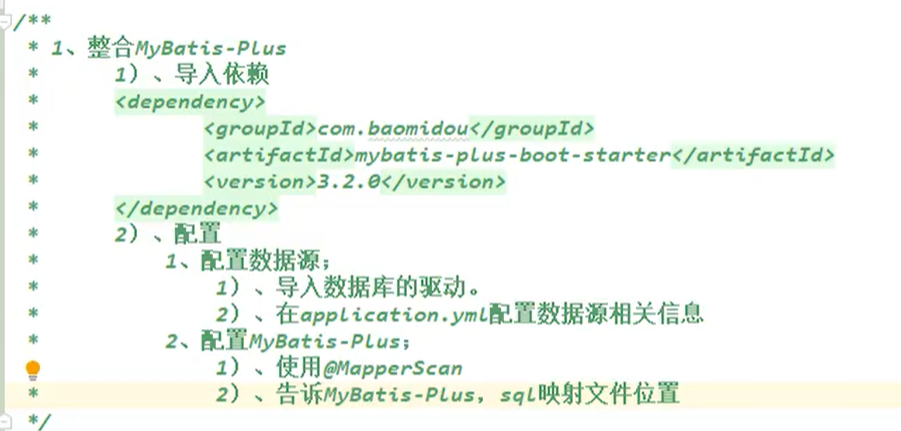 /**
* 1、整合MyBatis-Plus
* 1）、导入依赖
* <dependency>
* <groupId>com.baomidou</groupId>
* <artifactId>mybatis-plus-boot-starter</artifactId>
* <version>3.2.0</version>
* </dependency>
* 2）、配置
* 1、配置数据源；
* 1）、导入数据库的驱动。
* 2）、在application.yml配置数据源相关信息
* 2、配置MyBatis-Plus；
* 1）、使用@MapperScan
* 2）、告诉MyBatis-Plus，sql映射文件位置
*/